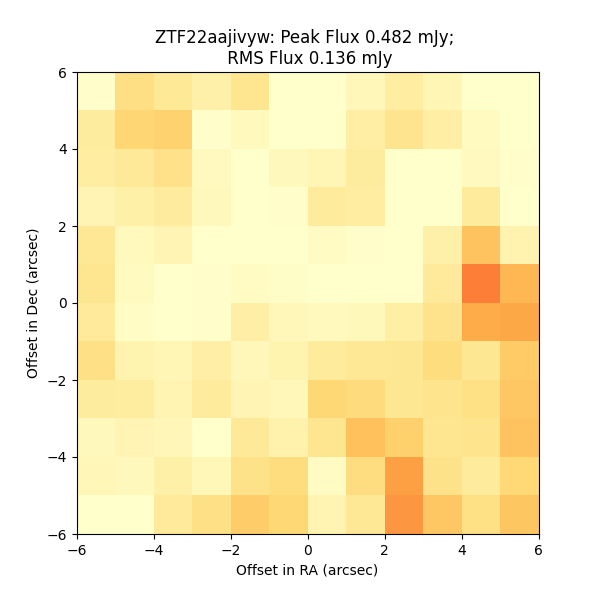 ZTF22aajivyw: Peak Flux 0.482 mJy;
RMS Flux 0.136 mJy
6
4
2
0
−2
−4
−6
Offset in Dec (arcsec)
−6 −4 −2 0 2 4 6
Offset in RA (arcsec)